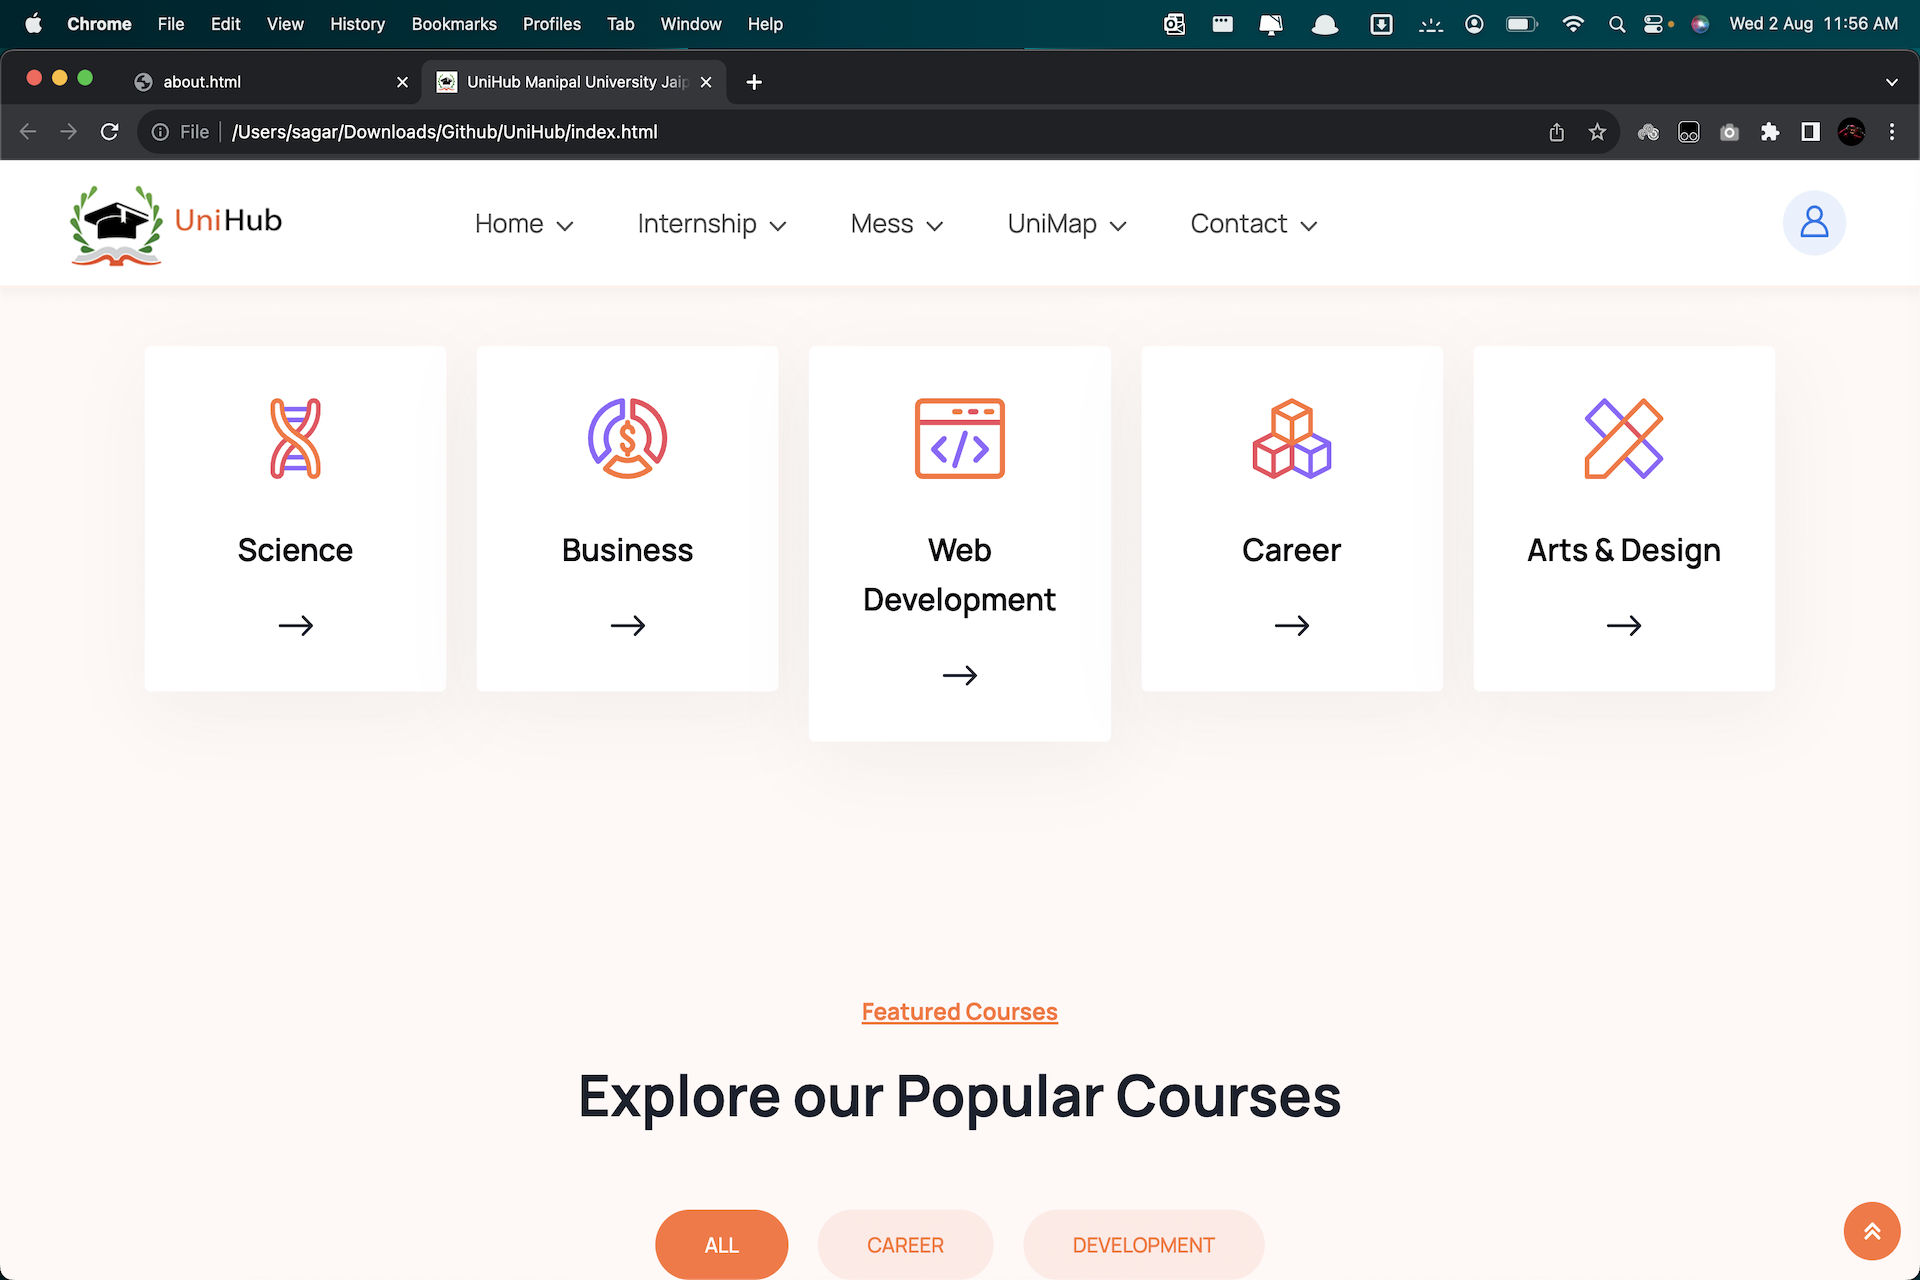 Chrome File Edit View History Bookmarks Profiles Tab Window Help Wed 2 Aug 11:56 AM
about.html UniHub Manipal University Jaip
File /Users/sagar/Downloads/Github/UniHub/index.html
UniHub Home Internship Mess UniMap Contact
Science Business Web Development Career Arts & Design
Featured Courses
Explore our Popular Courses
ALL CAREER DEVELOPMENT